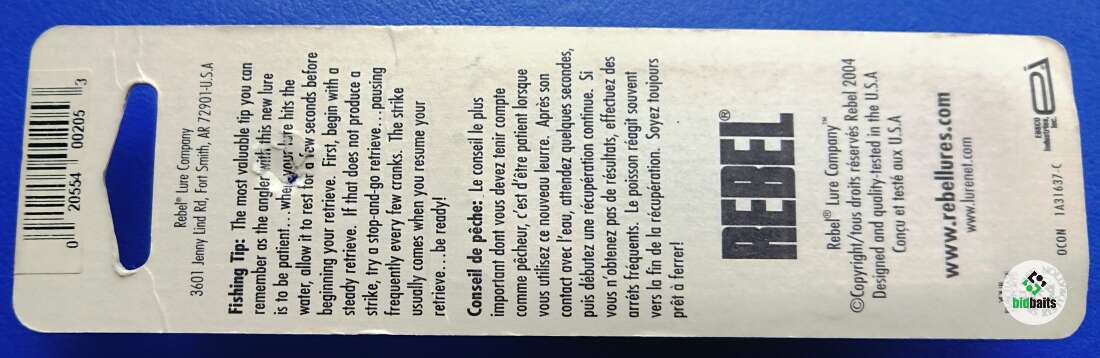 0 20554 00205 3
Rebel® Lure Company
3601 Jenny Lind Rd, Fort Smith, AR 72901-U.S.A
Fishing Tip: The most valuable tip you can
remember as the angler with this new lure
is to be patient...when your lure hits the
water, allow it to rest for a few seconds before
beginning your retrieve. First, begin with a
steady retrieve. If that does not produce a
strike, try a stop-and-go retrieve...pausing
frequently every few cranks. The strike
usually comes when you resume your
retrieve...be ready!
Conseil de pêche: Le conseil le plus
important dont vous devez tenir compte
comme pêcheur, c'est d'être patient lorsque
vous utilisez ce nouveau leurre. Après son
contact avec l'eau, attendez quelques secondes,
puis débutez une récupération continue. Si
vous n'obtenez pas de résultats, effectuez des
arrêts fréquents. Le poisson réagit souvent
vers la fin de la récupération. Soyez toujours
prêt à ferrer!
REBEL®
Rebel® Lure Company™
©Copyright/tous droits réservés Rebel 2004
Designed and quality-tested in the U.S.A
Conçu et testé aux U.S.A
www.rebellures.com
www.lurenet.com
ei
EBSCO
Industries,
Inc.
OCON 1A31637-C
bidbaits